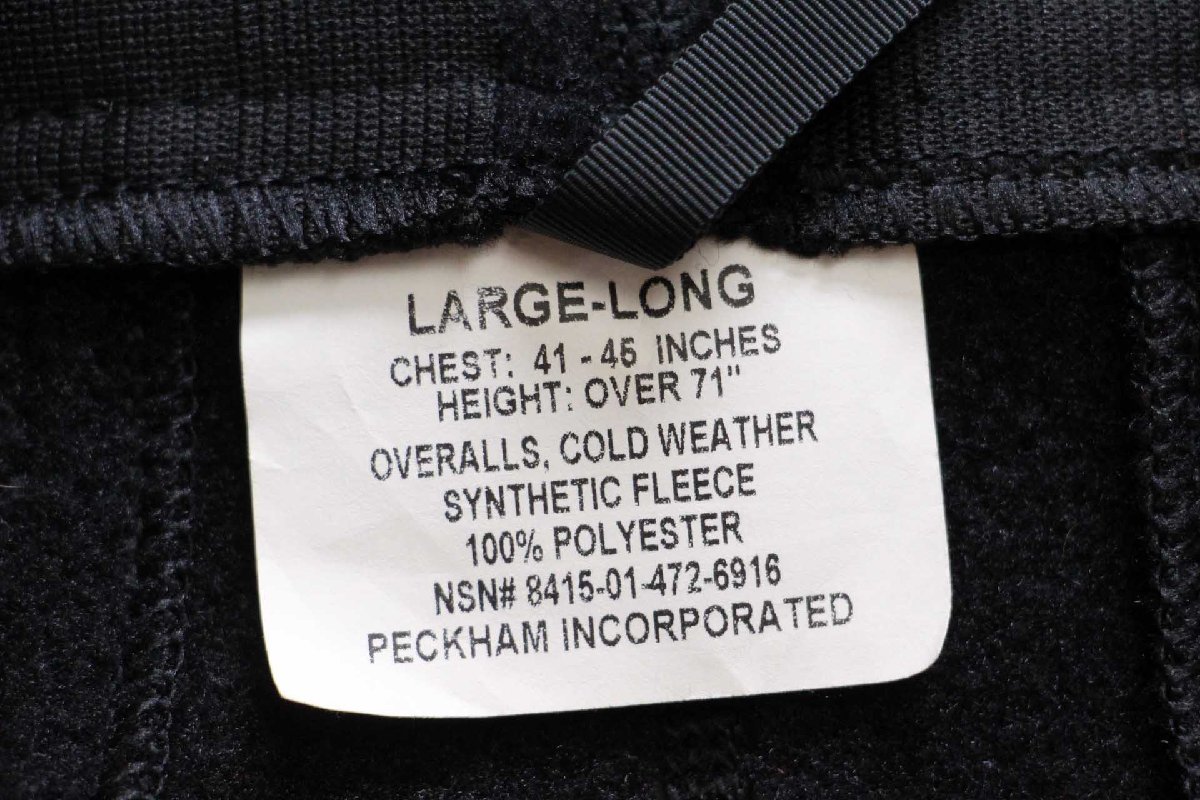 LARGE-LONG
CHEST: 41 - 45 INCHES
HEIGHT: OVER 71"
OVERALLS, COLD WEATHER
SYNTHETIC FLEECE
100% POLYESTER
NSN# 8415-01-472-6916
PECKHAM INCORPORATED